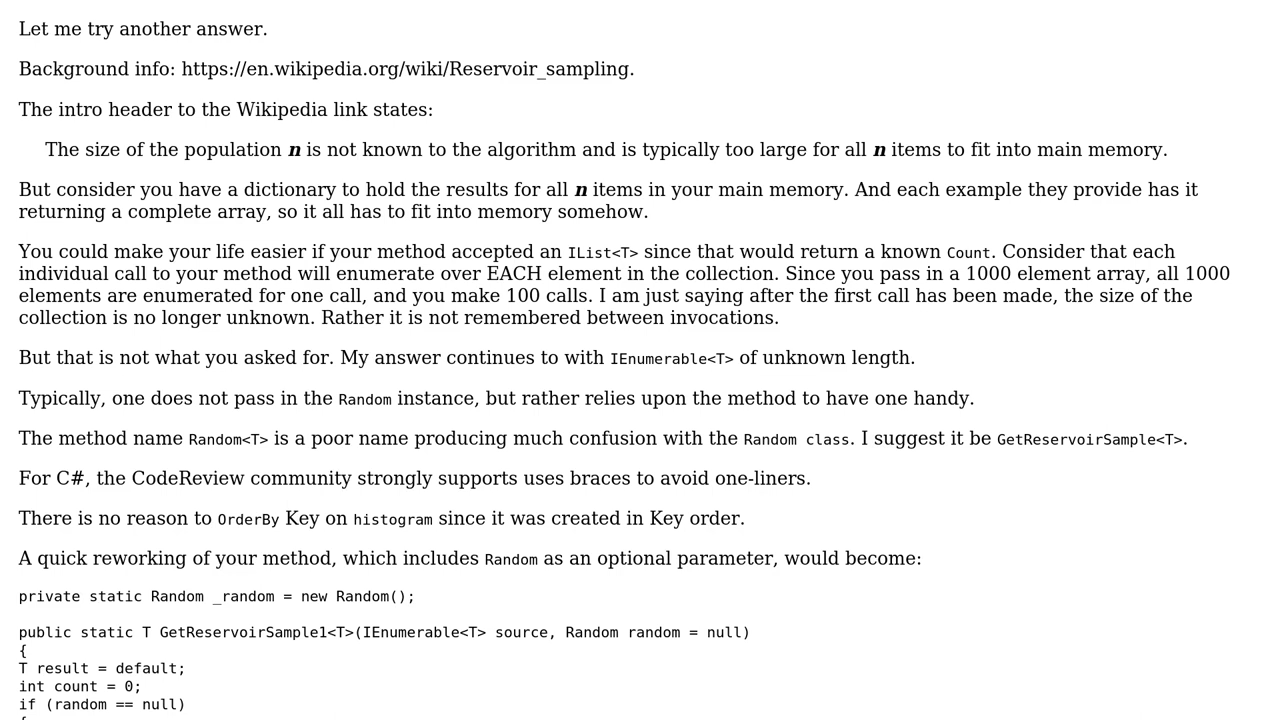 Let me try another answer.
Background info: https://en.wikipedia.org/wiki/Reservoir_sampling.
The intro header to the Wikipedia link states:
The size of the population n is not known to the algorithm and is typically too large for all n items to fit into main memory.
But consider you have a dictionary to hold the results for all n items in your main memory. And each example they provide has it
returning a complete array, so it all has to fit into memory somehow.
You could make your life easier if your method accepted an IList<T> since that would return a known Count. Consider that each
individual call to your method will enumerate over EACH element in the collection. Since you pass in a 1000 element array, all 1000
elements are enumerated for one call, and you make 100 calls. I am just saying after the first call has been made, the size of the
collection is no longer unknown. Rather it is not remembered between invocations.
But that is not what you asked for. My answer continues to with IEnumerable<T> of unknown length.
Typically, one does not pass in the Random instance, but rather relies upon the method to have one handy.
The method name Random<T> is a poor name producing much confusion with the Random class. I suggest it be GetReservoirSample<T>.
For C#, the CodeReview community strongly supports uses braces to avoid one-liners.
There is no reason to OrderBy Key on histogram since it was created in Key order.
A quick reworking of your method, which includes Random as an optional parameter, would become:
private static Random _random = new Random();
public static T GetReservoirSample1<T>(IEnumerable<T> source, Random random = null)
{
T result = default;
int count = 0;
if (random == null)
{